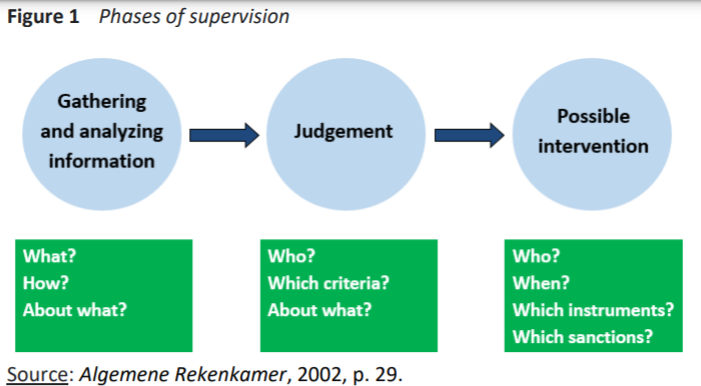 Figure 1 Phases of supervision
Gathering
and analyzing
information
Judgement
Possible
intervention
What?
How?
About what?
Who?
Which criteria?
About what?
Who?
When?
Which instruments?
Which sanctions?
Source: Algemene Rekenkamer, 2002, p. 29.